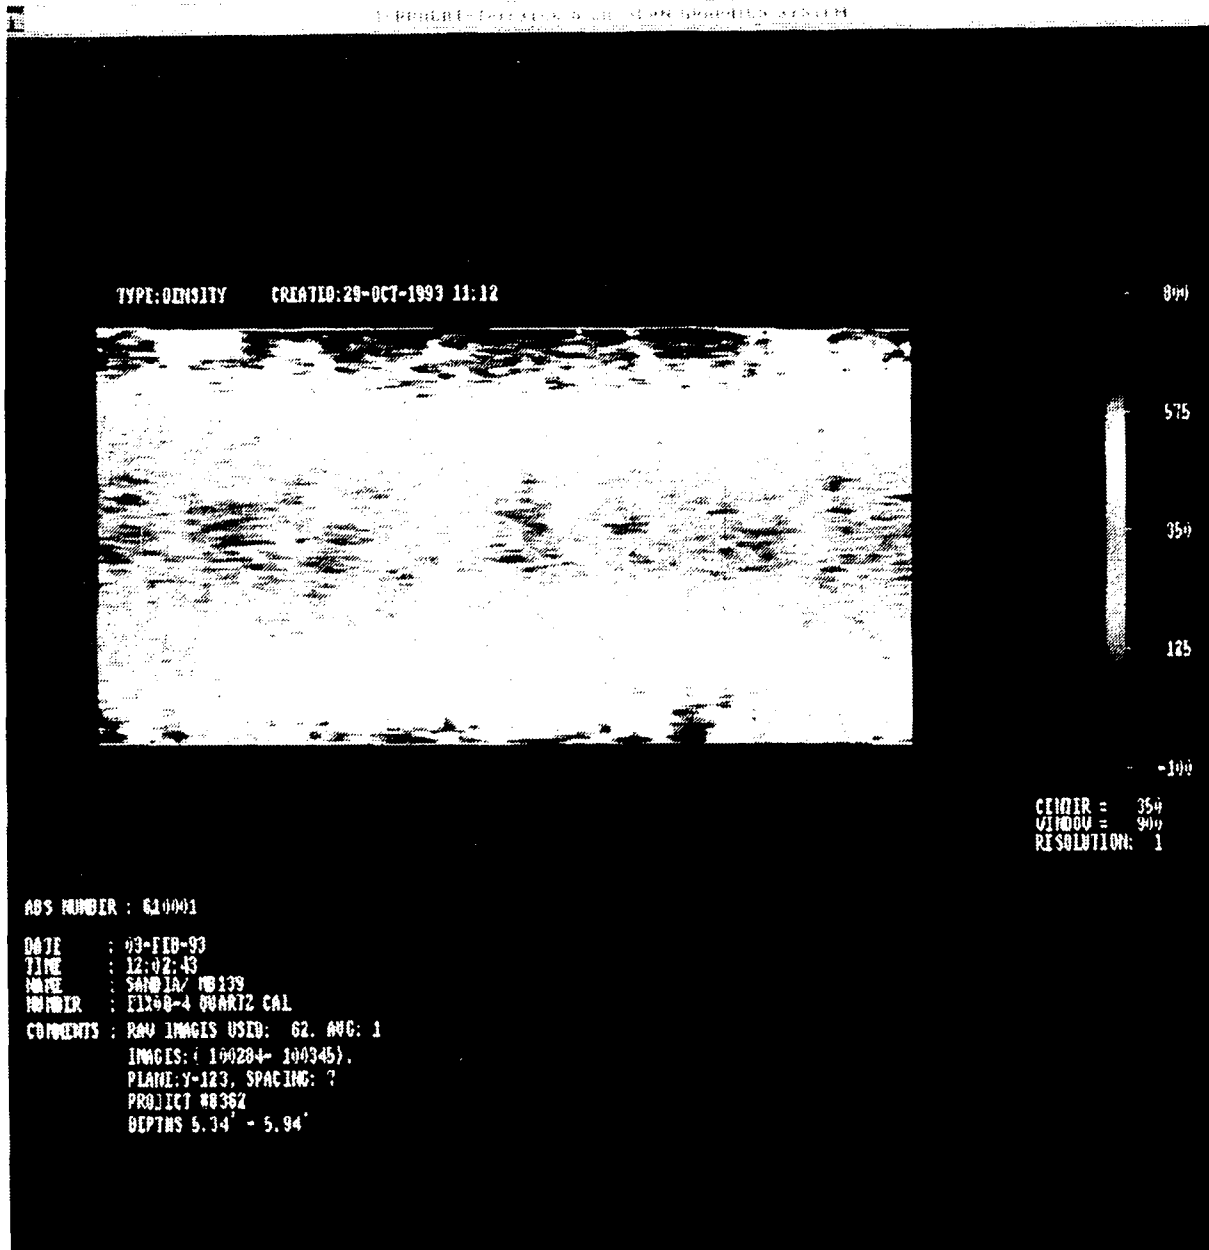 SYSTEM
TYPE:DENSITY CREATED:29-OCT-1993 11:12
800
575
350
125
-100
CENTER = 350
WINDOW = 900
RESOLUTION: 1
ABS NUMBER : 610001
DATE : 03-FEB-93
TIME : 12:02:43
NAME : SANDIA/ MB139
NUMBER : QUARTZ CAL
COMMENTS : RAW IMAGES USED: 62. AVG: 1
IMAGES:( 100284- 100345).
PLANE:Y-123, SPACING:
PROJECT #8362
DEPTHS 5.34' - 5.94'